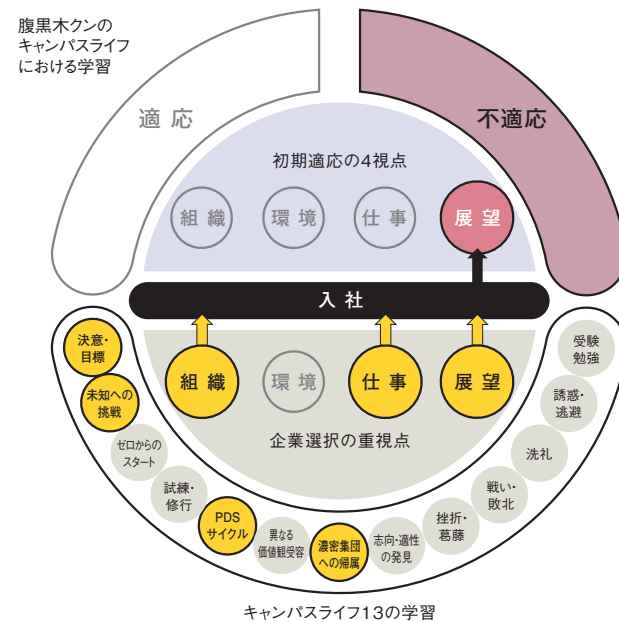 腹黒木クンの
キャンパスライフ
における学習
適応
不適応
初期適応の4視点
組織
環境
仕事
展望
入社
組織
環境
仕事
展望
企業選択の重視点
決意・
目標
未知への
挑戦
ゼロからの
スタート
試練・
修行
PDS
サイクル
異なる
価値観受容
濃密集団
への帰属
志向・適性
の発見
挫折・
葛藤
戦い・
敗北
洗礼
誘惑・
逃避
受験
勉強
キャンパスライフ13の学習